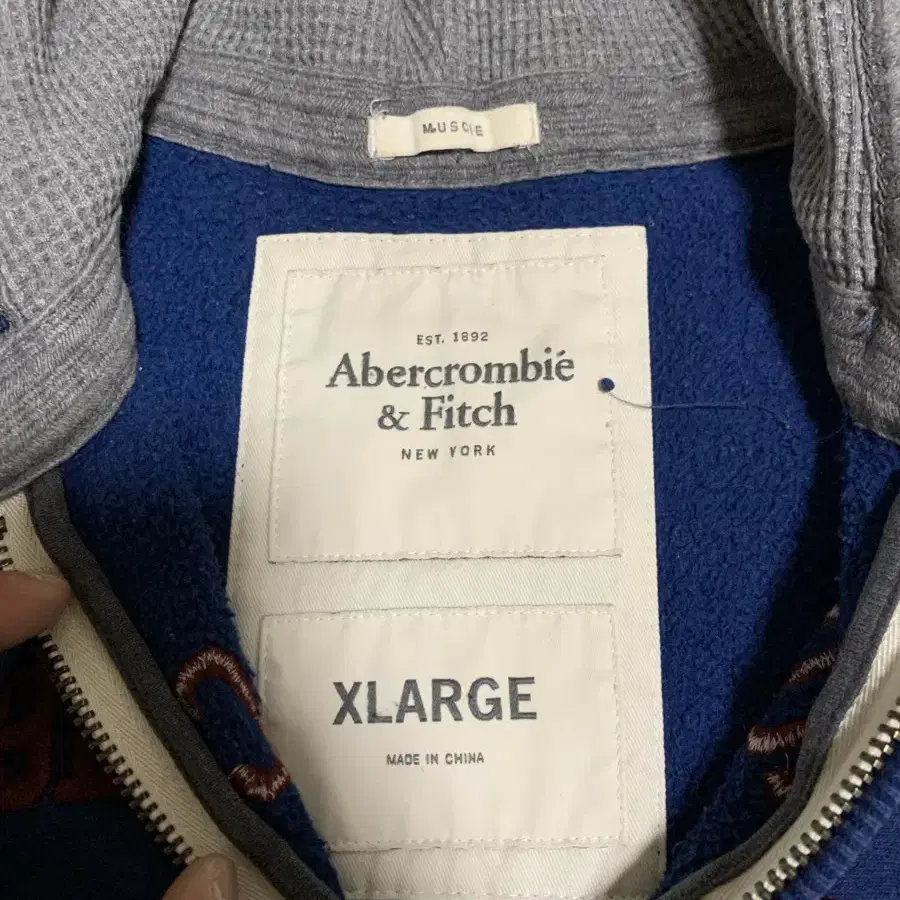 MUSCLE
EST. 1892
Abercrombie
& Fitch
NEW YORK
XLARGE
MADE IN CHINA